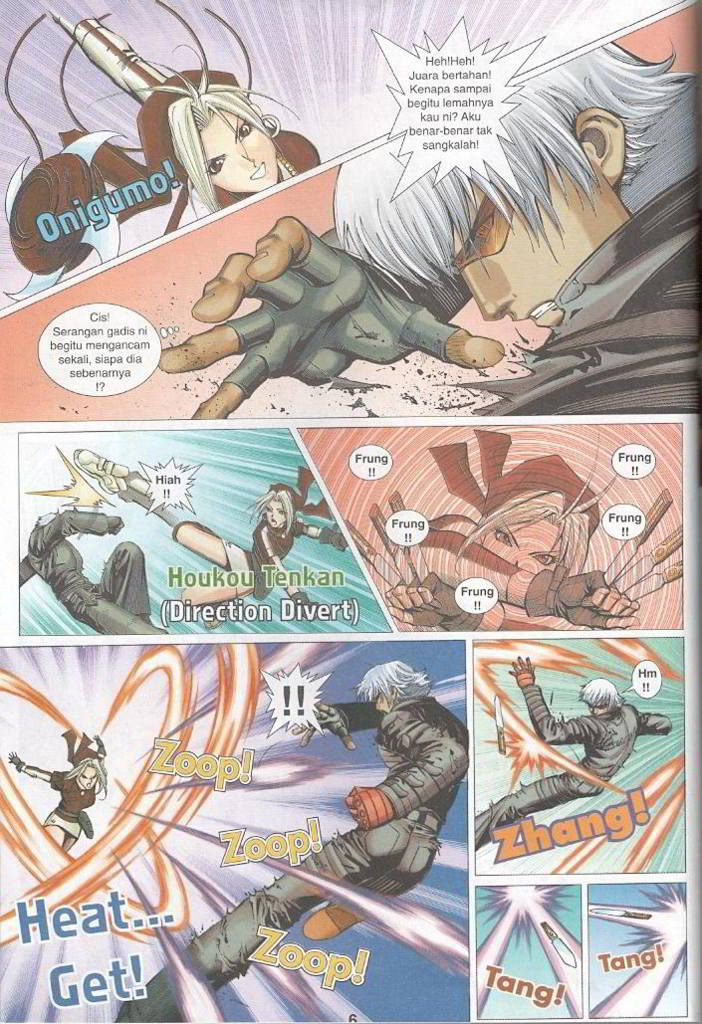 Heh!Heh!
Juara bertahan!
Kenapa sampai
begitu lemahnya
kau ni? Aku
benar-benar tak
sangkalah!
Onigumo!
Cis!
Serangan gadis ni
begitu mengancam
sekali, siapa dia
sebenarnya
!?
Hiah
!!
Houkou Tenkan
(Direction Divert)
Frung
!!
Frung
!!
Frung
!!
Frung
!!
Frung
!!
!!
Zoop!
Zoop!
Zoop!
Heat...
Get!
Hm
!!
Zhang!
Tang!
Tang!
6